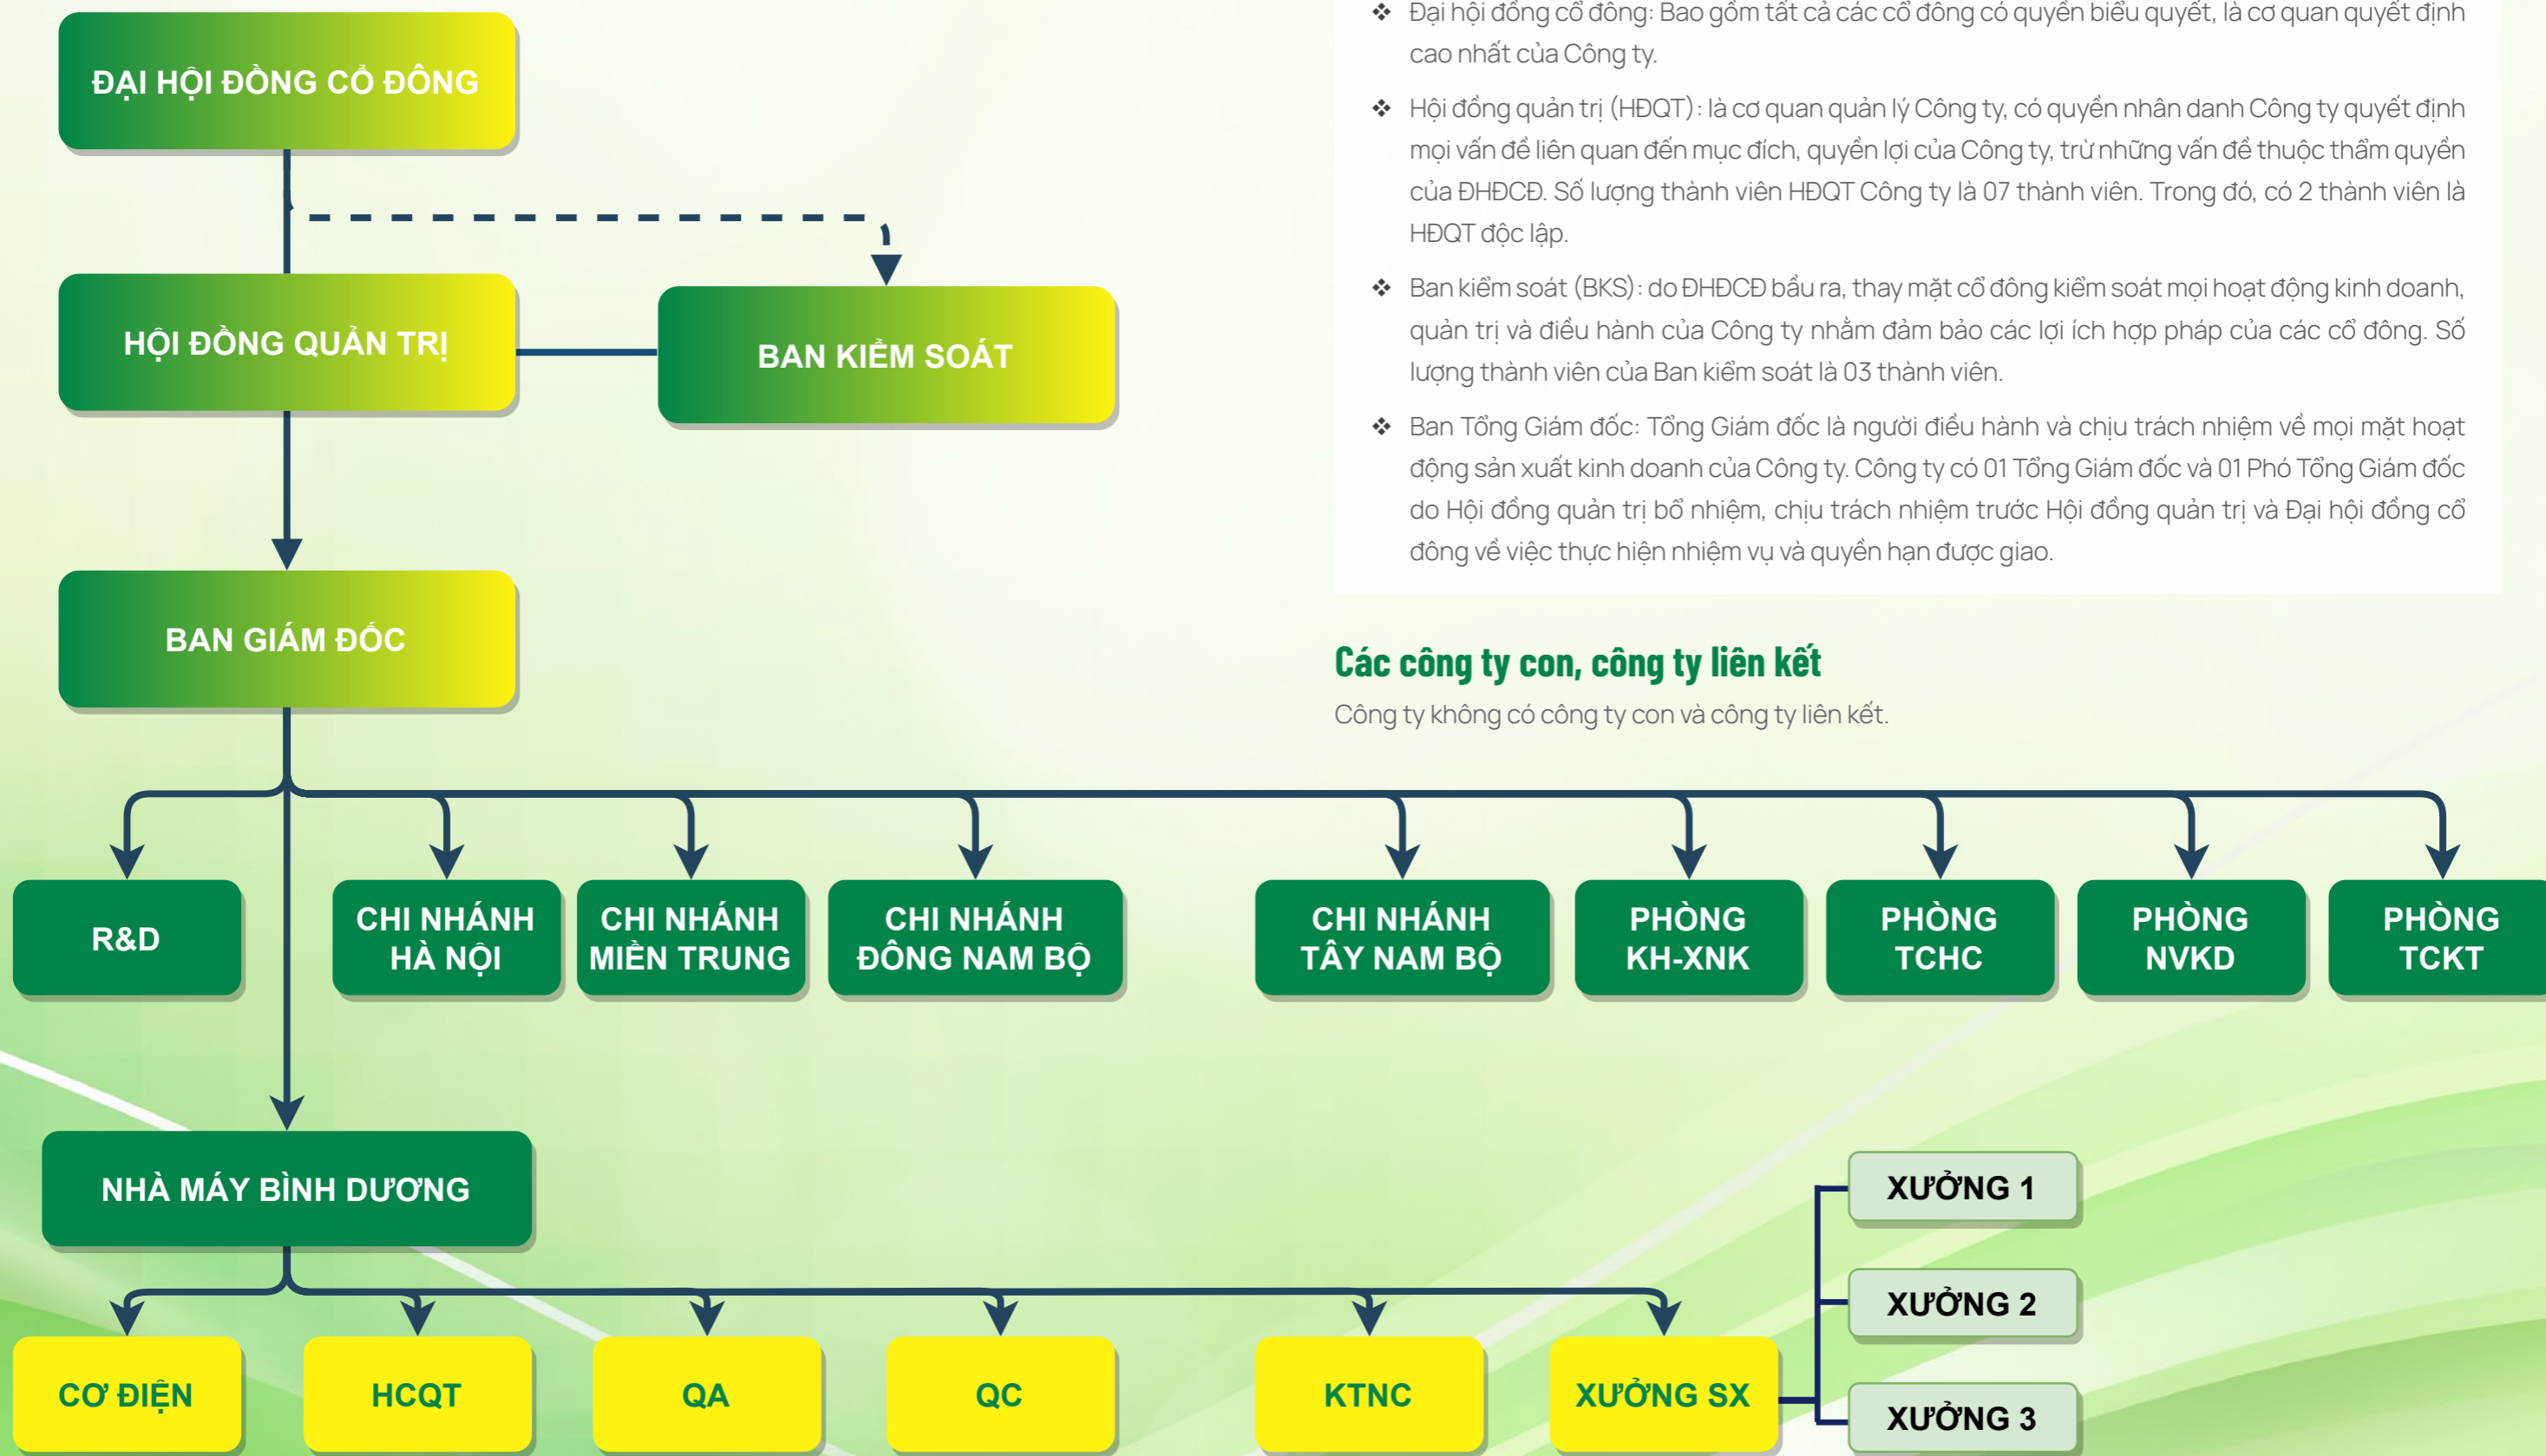 ĐẠI HỘI ĐỒNG CỔ ĐÔNG
HỘI ĐỒNG QUẢN TRỊ
BAN KIỂM SOÁT
BAN GIÁM ĐỐC
❖ Đại hội đồng cổ đông: Bao gồm tất cả các cổ đông có quyền biểu quyết, là cơ quan quyết định
cao nhất của Công ty.
❖ Hội đồng quản trị (HĐQT): là cơ quan quản lý Công ty, có quyền nhân danh Công ty quyết định
mọi vấn đề liên quan đến mục đích, quyền lợi của Công ty, trừ những vấn đề thuộc thẩm quyền
của ĐHĐCĐ. Số lượng thành viên HĐQT Công ty là 07 thành viên. Trong đó, có 2 thành viên là
HĐQT độc lập.
❖ Ban kiểm soát (BKS): do ĐHĐCĐ bầu ra, thay mặt cổ đông kiểm soát mọi hoạt động kinh doanh,
quản trị và điều hành của Công ty nhằm đảm bảo các lợi ích hợp pháp của các cổ đông. Số
lượng thành viên của Ban kiểm soát là 03 thành viên.
❖ Ban Tổng Giám đốc: Tổng Giám đốc là người điều hành và chịu trách nhiệm về mọi mặt hoạt
động sản xuất kinh doanh của Công ty. Công ty có 01 Tổng Giám đốc và 01 Phó Tổng Giám đốc
do Hội đồng quản trị bổ nhiệm, chịu trách nhiệm trước Hội đồng quản trị và Đại hội đồng cổ
đông về việc thực hiện nhiệm vụ và quyền hạn được giao.
Các công ty con, công ty liên kết
Công ty không có công ty con và công ty liên kết.
R&D
CHI NHÁNH
HÀ NỘI
CHI NHÁNH
MIỀN TRUNG
CHI NHÁNH
ĐÔNG NAM BỘ
CHI NHÁNH
TÂY NAM BỘ
PHÒNG
KH-XNK
PHÒNG
TCHC
PHÒNG
NVKD
PHÒNG
TCKT
NHÀ MÁY BÌNH DƯƠNG
CƠ ĐIỆN
HCQT
QA
QC
KTNC
XƯỞNG SX
XƯỞNG 1
XƯỞNG 2
XƯỞNG 3